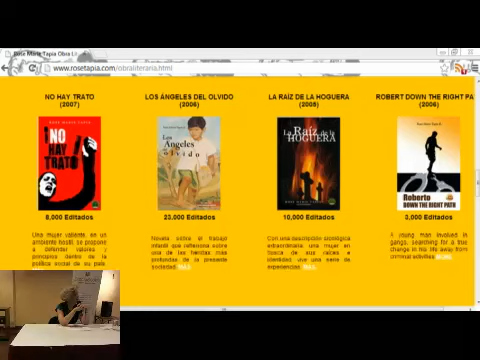 Rose Marie Tapia Obra Li
www.rosetapia.com/obraliteraria.html
NO HAY TRATO
(2007)
LOS ÁNGELES DEL OLVIDO
(2006)
LA RAÍZ DE LA HOGUERA
(2005)
ROBERT DOWN THE RIGHT PA
(2006)
ROSE MARIE TAPIA
¡NO
HAY
TRATO
Los
Ángeles
del
olvido
La Raíz de la
HOGUERA
Roberto
DOWN THE RIGHT PATH
8,000 Editados
23,000 Editados
10,000 Editados
3,000 Editados
Una mujer valiente, en un
ambiente hostil, se propone
a defender valores y
principios dentro de la
política social de su país.
Novela sobre el trabajo
infantil que reflexiona sobre
una de las heridas más
profundas de la presente
sociedad.
Con una descripción sicológica
extraordinaria: una mujer en
busca de sus raíces e
identidad, vive una serie de
experiencias
A young man involved in
gangs, searching for a true
change in his life away from
criminal activities